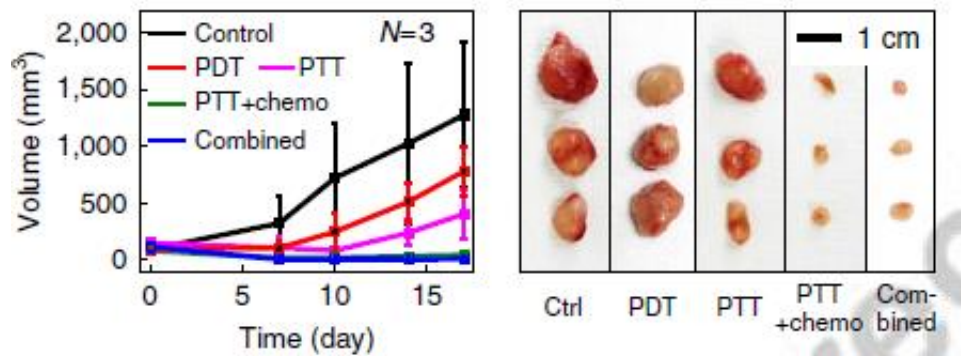 2,000
1,500
1,000
500
0
Volume (mm³)
Control
N=3
PDT PTT
PTT+chemo
Combined
0 5 10 15
Time (day)
1 cm
Ctrl PDT PTT PTT +chemo Com-bined